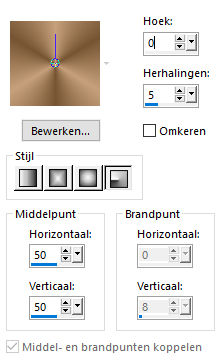 Hoek:
0
Herhalingen:
5
Bewerken...
Omkeren
Stijl
Middelpunt
Horizontaal:
50
Verticaal:
50
Brandpunt
Horizontaal:
0
Verticaal:
8
Middel- en brandpunten koppelen